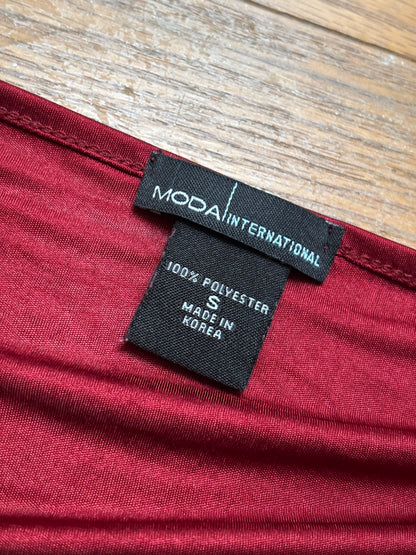 MODA INTERNATIONAL
100% POLYESTER
S
MADE IN
KOREA